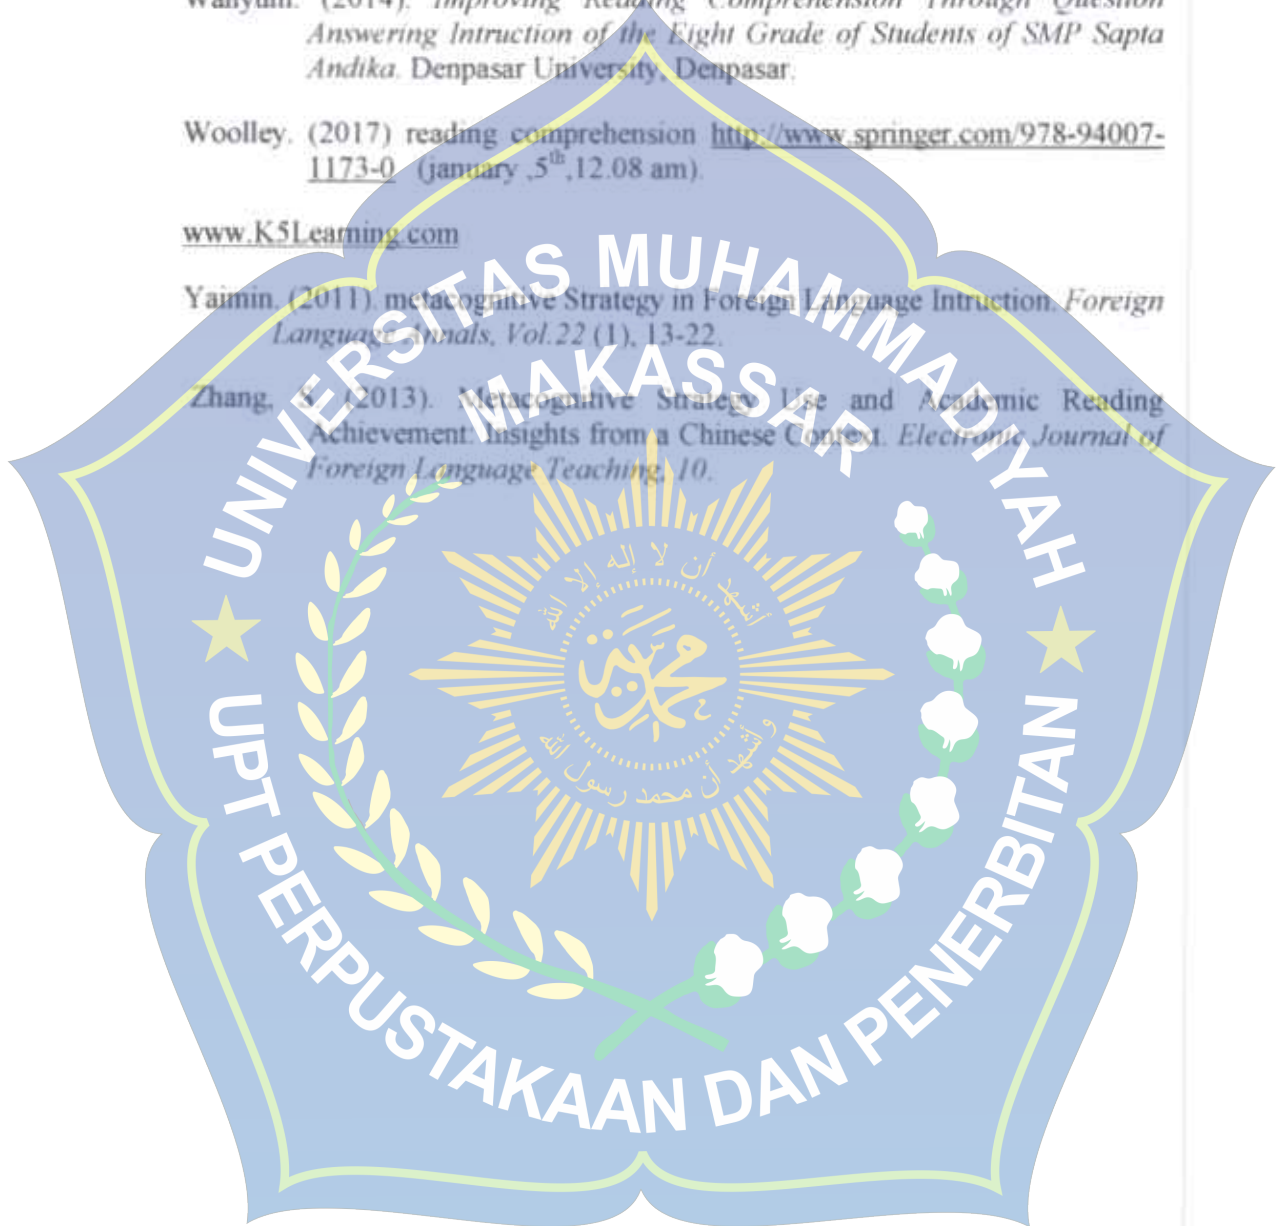 Wahyuni. (2014). Improving Reading Comprehension Through Question
Answering Intruction of the Eight Grade of Students of SMP Sapta
Andika. Denpasar University, Denpasar.
Woolley. (2017) reading comprehension http://www.springer.com/978-94007-
1173-0 (january ,5th,12.08 am).
www.K5Learning.com
Yaimin. (2011). metacognitive Strategy in Foreign Language Intruction. Foreign
Language Annals, Vol.22 (1), 13-22.
Zhang, S. (2013). Metacognitive Strategy Use and Academic Reading
Achievement: Insights from a Chinese Context. Electronic Journal of
Foreign Language Teaching, 10.
UNIVERSITAS MUHAMMADIYAH
MAKASSAR
أشهد أن لا إله إلا الله
محمدية
وأشهد أن محمد رسول الله
UPT PERPUSTAKAAN DAN PENERBITAN